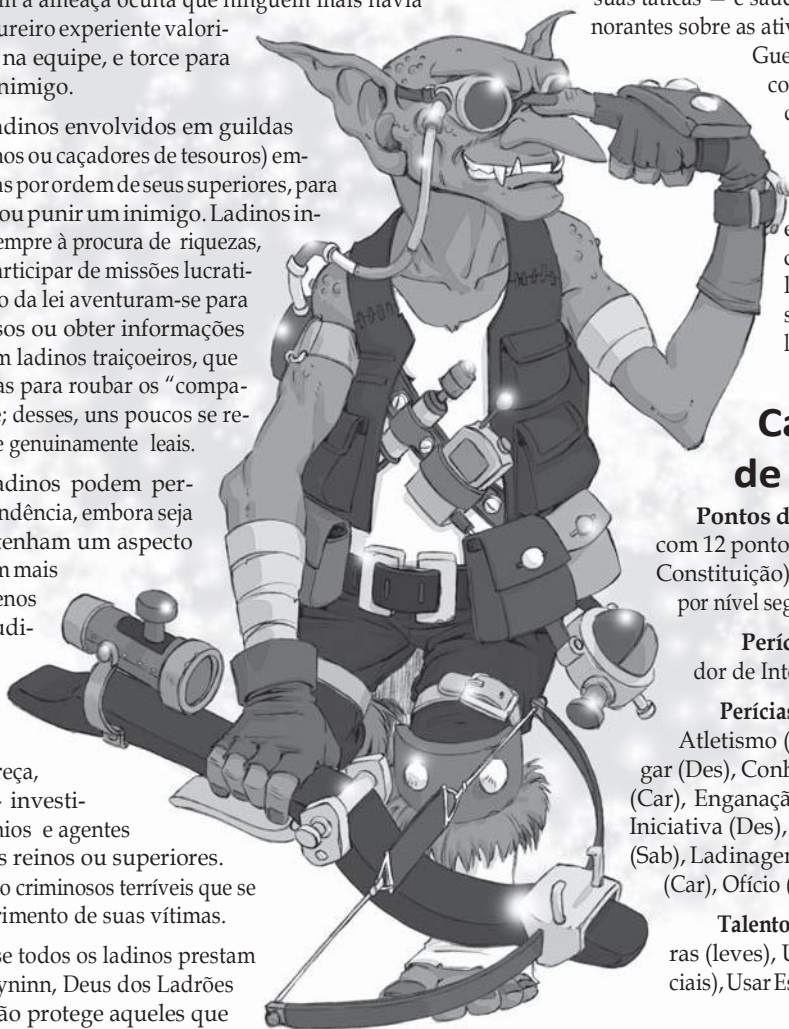 a ameaça oculta que ninguém mais havia
ureiro experiente valori-
na equipe, e torce para
nimigo.
adinos envolvidos em guildas
nos ou caçadores de tesouros) em-
as por ordem de seus superiores, para
ou punir um inimigo. Ladinos in-
empre à procura de riquezas,
articipar de missões lucrati-
o da lei aventuram-se para
sos ou obter informações
m ladinos traiçoeiros, que
as para roubar os “compa-
e; desses, uns poucos se re-
e genuinamente leais.
adinos podem per-
ndência, embora seja
tenham um aspecto
m mais
enos
udi-
reça,
investi-
nios e agentes
s reinos ou superiores.
o criminosos terríveis que se
rimento de suas vítimas.
se todos os ladinos prestam
yninn, Deus dos Ladrões
ão protege aqueles que
suas táticas — e
norantes sobre as ativ
Gue
co
e
l
s
l
Ca
de
Pontos d
com 12 ponto
Constituição)
por nível seg
Períc
dor de Inte
Perícias
Atletismo (
gar (Des), Conh
(Car), Enganação
Iniciativa (Des),
(Sab), Ladinagem
(Car), Ofício (
Talento
ras (leves), U
ciais), Usar Es